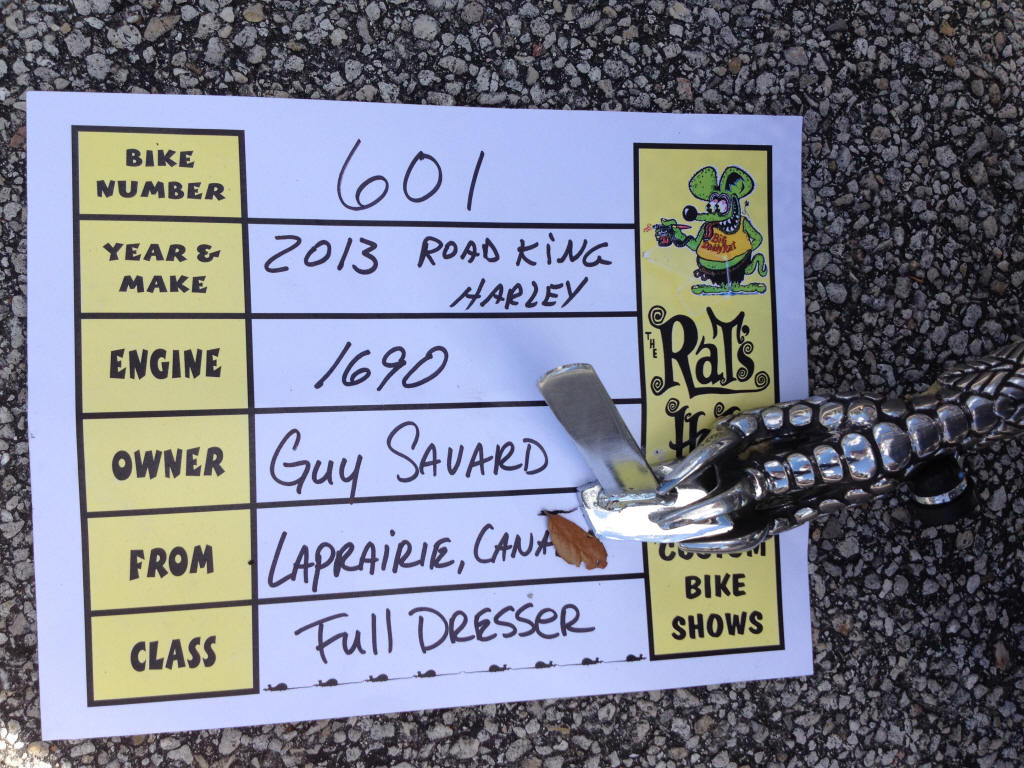 BIKE NUMBER 601
YEAR & MAKE 2013 ROAD KING HARLEY
ENGINE 1690
OWNER GUY SAVARD
FROM LAPRAIRIE, CANA
CLASS Full DRESSER
THE RAT'S
CUSTOM
BIKE
SHOWS